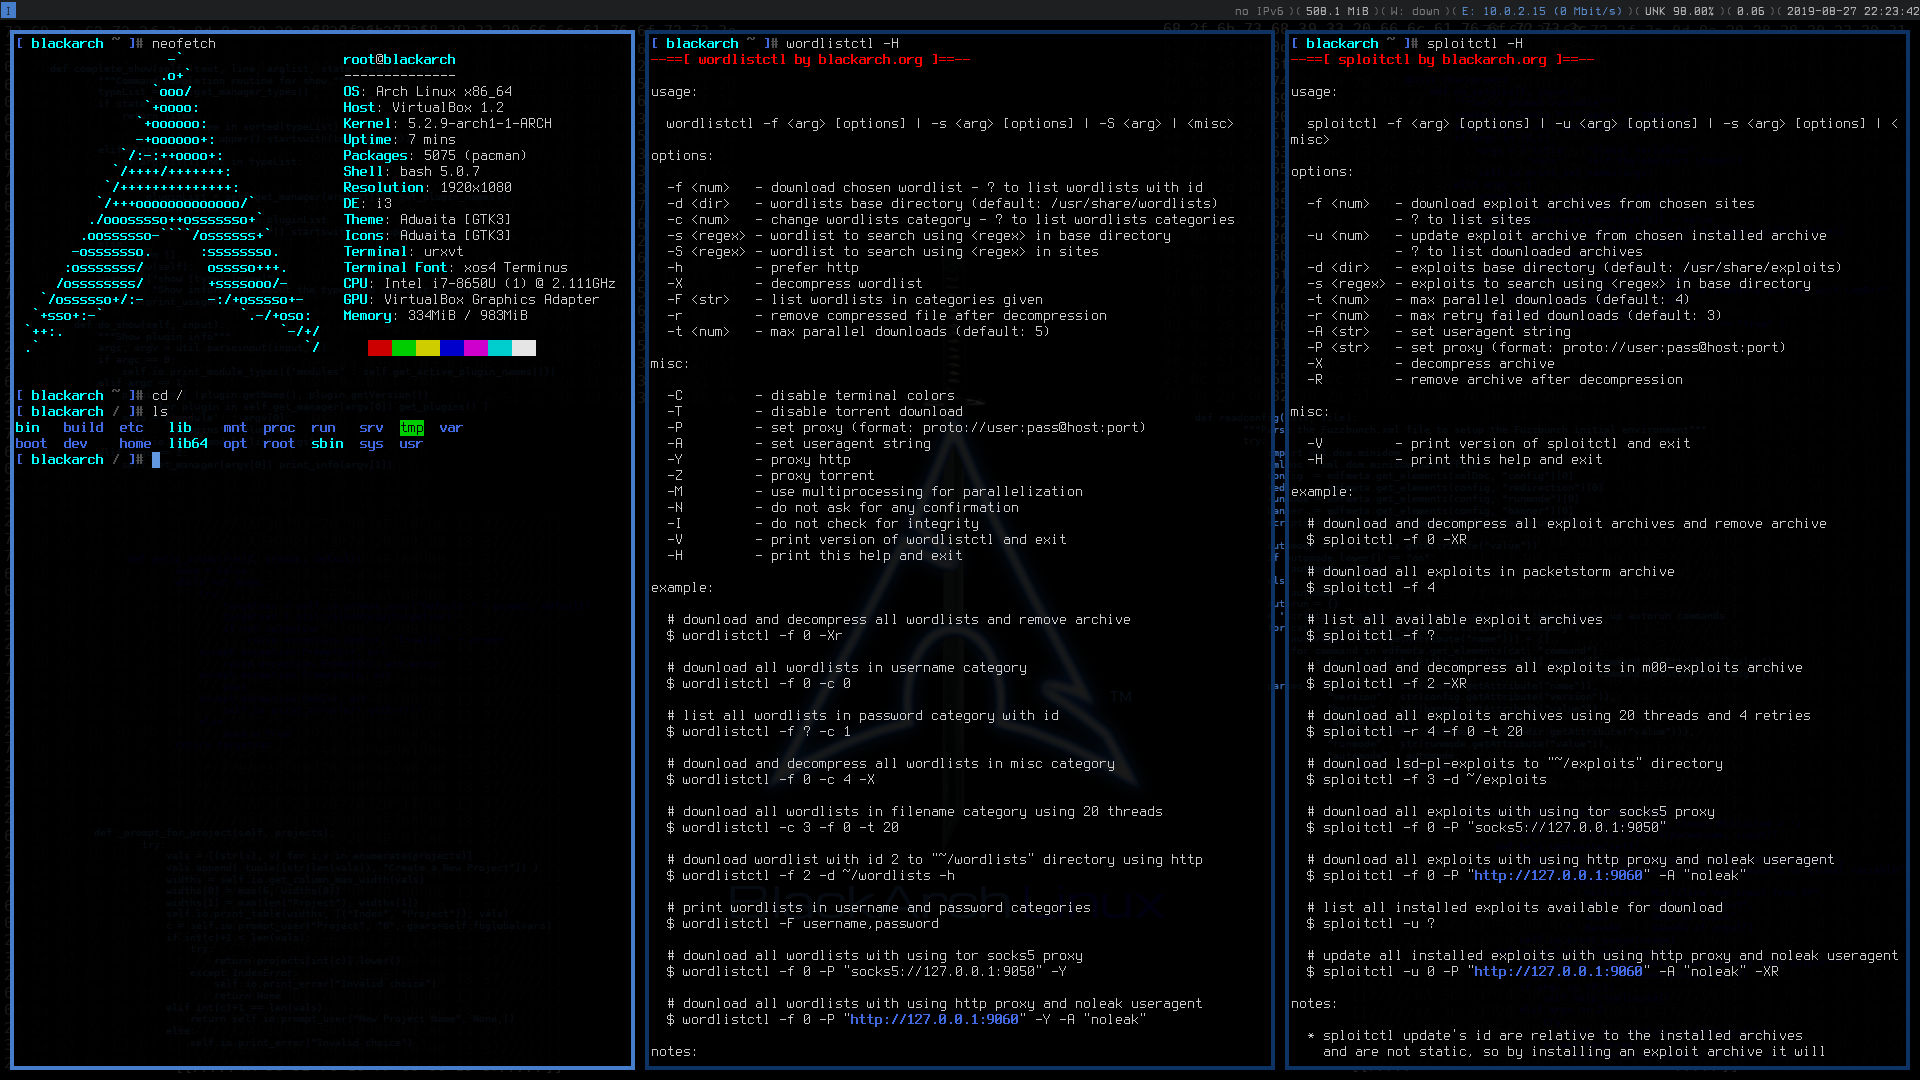 1
no IPv6 )( 508.1 MiB )( W: down )( E: 10.0.2.15 (0 Mbit/s) )( UNK 98.00% )( 0.06 )( 2019-08-27 22:23:42
[ blackarch ~ ]# neofetch
root@blackarch
--------------
OS: Arch Linux x86_64
Host: VirtualBox 1.2
Kernel: 5.2.9-arch1-1-ARCH
Uptime: 7 mins
Packages: 5075 (pacman)
Shell: bash 5.0.7
Resolution: 1920x1080
DE: i3
Theme: Adwaita [GTK3]
Icons: Adwaita [GTK3]
Terminal: urxvt
Terminal Font: xos4 Terminus
CPU: Intel i7-8650U (1) @ 2.111GHz
GPU: VirtualBox Graphics Adapter
Memory: 334MiB / 983MiB
[ blackarch ~ ]# cd /
[ blackarch / ]# ls
bin build etc lib mnt proc run srv tmp var
boot dev home lib64 opt root sbin sys usr
[ blackarch / ]#
[ blackarch ~ ]# wordlistctl -H
--==[ wordlistctl by blackarch.org ]==--
usage:
wordlistctl -f <arg> [options] | -s <arg> [options] | -S <arg> | <misc>
options:
-f <num> - download chosen wordlist - ? to list wordlists with id
-d <dir> - wordlists base directory (default: /usr/share/wordlists)
-c <num> - change wordlists category - ? to list wordlists categories
-s <regex> - wordlist to search using <regex> in base directory
-S <regex> - wordlist to search using <regex> in sites
-h - prefer http
-X - decompress wordlist
-F <str> - list wordlists in categories given
-r - remove compressed file after decompression
-t <num> - max parallel downloads (default: 5)
misc:
-C - disable terminal colors
-T - disable torrent download
-P - set proxy (format: proto://user:pass@host:port)
-A - set useragent string
-Y - proxy http
-Z - proxy torrent
-M - use multiprocessing for parallelization
-N - do not ask for any confirmation
-I - do not check for integrity
-V - print version of wordlistctl and exit
-H - print this help and exit
example:
# download and decompress all wordlists and remove archive
$ wordlistctl -f 0 -Xr
# download all wordlists in username category
$ wordlistctl -f 0 -c 0
# list all wordlists in password category with id
$ wordlistctl -f ? -c 1
# download and decompress all wordlists in misc category
$ wordlistctl -f 0 -c 4 -X
# download all wordlists in filename category using 20 threads
$ wordlistctl -c 3 -f 0 -t 20
# download wordlist with id 2 to "~/wordlists" directory using http
$ wordlistctl -f 2 -d ~/wordlists -h
# print wordlists in username and password categories
$ wordlistctl -F username,password
# download all wordlists with using tor socks5 proxy
$ wordlistctl -f 0 -P "socks5://127.0.0.1:9050" -Y
# download all wordlists with using http proxy and noleak useragent
$ wordlistctl -f 0 -P "http://127.0.0.1:9060" -Y -A "noleak"
notes:
[ blackarch ~ ]# sploitctl -H
--==[ sploitctl by blackarch.org ]==--
usage:
sploitctl -f <arg> [options] | -u <arg> [options] | -s <arg> [options] | <
misc>
options:
-f <num> - download exploit archives from chosen sites
- ? to list sites
-u <num> - update exploit archive from chosen installed archive
- ? to list downloaded archives
-d <dir> - exploits base directory (default: /usr/share/exploits)
-s <regex> - exploits to search using <regex> in base directory
-t <num> - max parallel downloads (default: 4)
-r <num> - max retry failed downloads (default: 3)
-A <str> - set useragent string
-P <str> - set proxy (format: proto://user:pass@host:port)
-X - decompress archive
-R - remove archive after decompression
misc:
-V - print version of sploitctl and exit
-H - print this help and exit
example:
# download and decompress all exploit archives and remove archive
$ sploitctl -f 0 -XR
# download all exploits in packetstorm archive
$ sploitctl -f 4
# list all available exploit archives
$ sploitctl -f ?
# download and decompress all exploits in m00-exploits archive
$ sploitctl -f 2 -XR
# download all exploits archives using 20 threads and 4 retries
$ sploitctl -r 4 -f 0 -t 20
# download lsd-pl-exploits to "~/exploits" directory
$ sploitctl -f 3 -d ~/exploits
# download all exploits with using tor socks5 proxy
$ sploitctl -f 0 -P "socks5://127.0.0.1:9050"
# download all exploits with using http proxy and noleak useragent
$ sploitctl -f 0 -P "http://127.0.0.1:9060" -A "noleak"
# list all installed exploits available for download
$ sploitctl -u ?
# update all installed exploits with using http proxy and noleak useragent
$ sploitctl -u 0 -P "http://127.0.0.1:9060" -A "noleak" -XR
notes:
* sploitctl update's id are relative to the installed archives
and are not static, so by installing an exploit archive it will